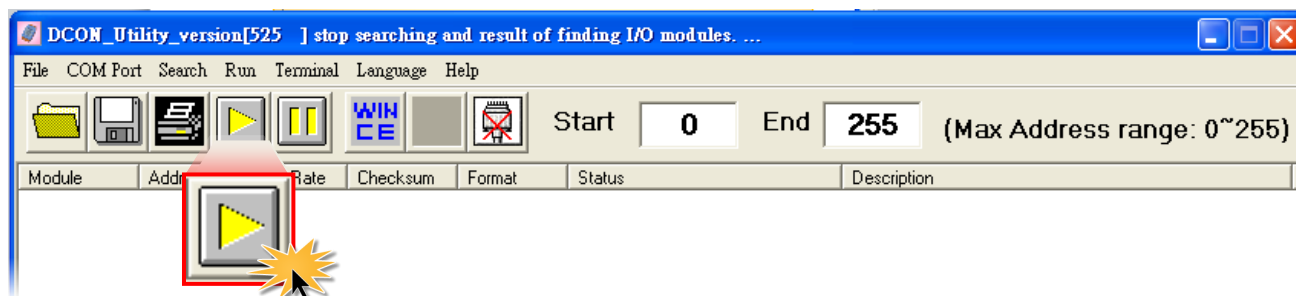 DCON_Utility_version[525 ] stop searching and result of finding I/O modules. ...
File COM Port Search Run Terminal Language Help
WIN CE Start 0 End 255 (Max Address range: 0~255)
Module Rate Checksum Format Status Description